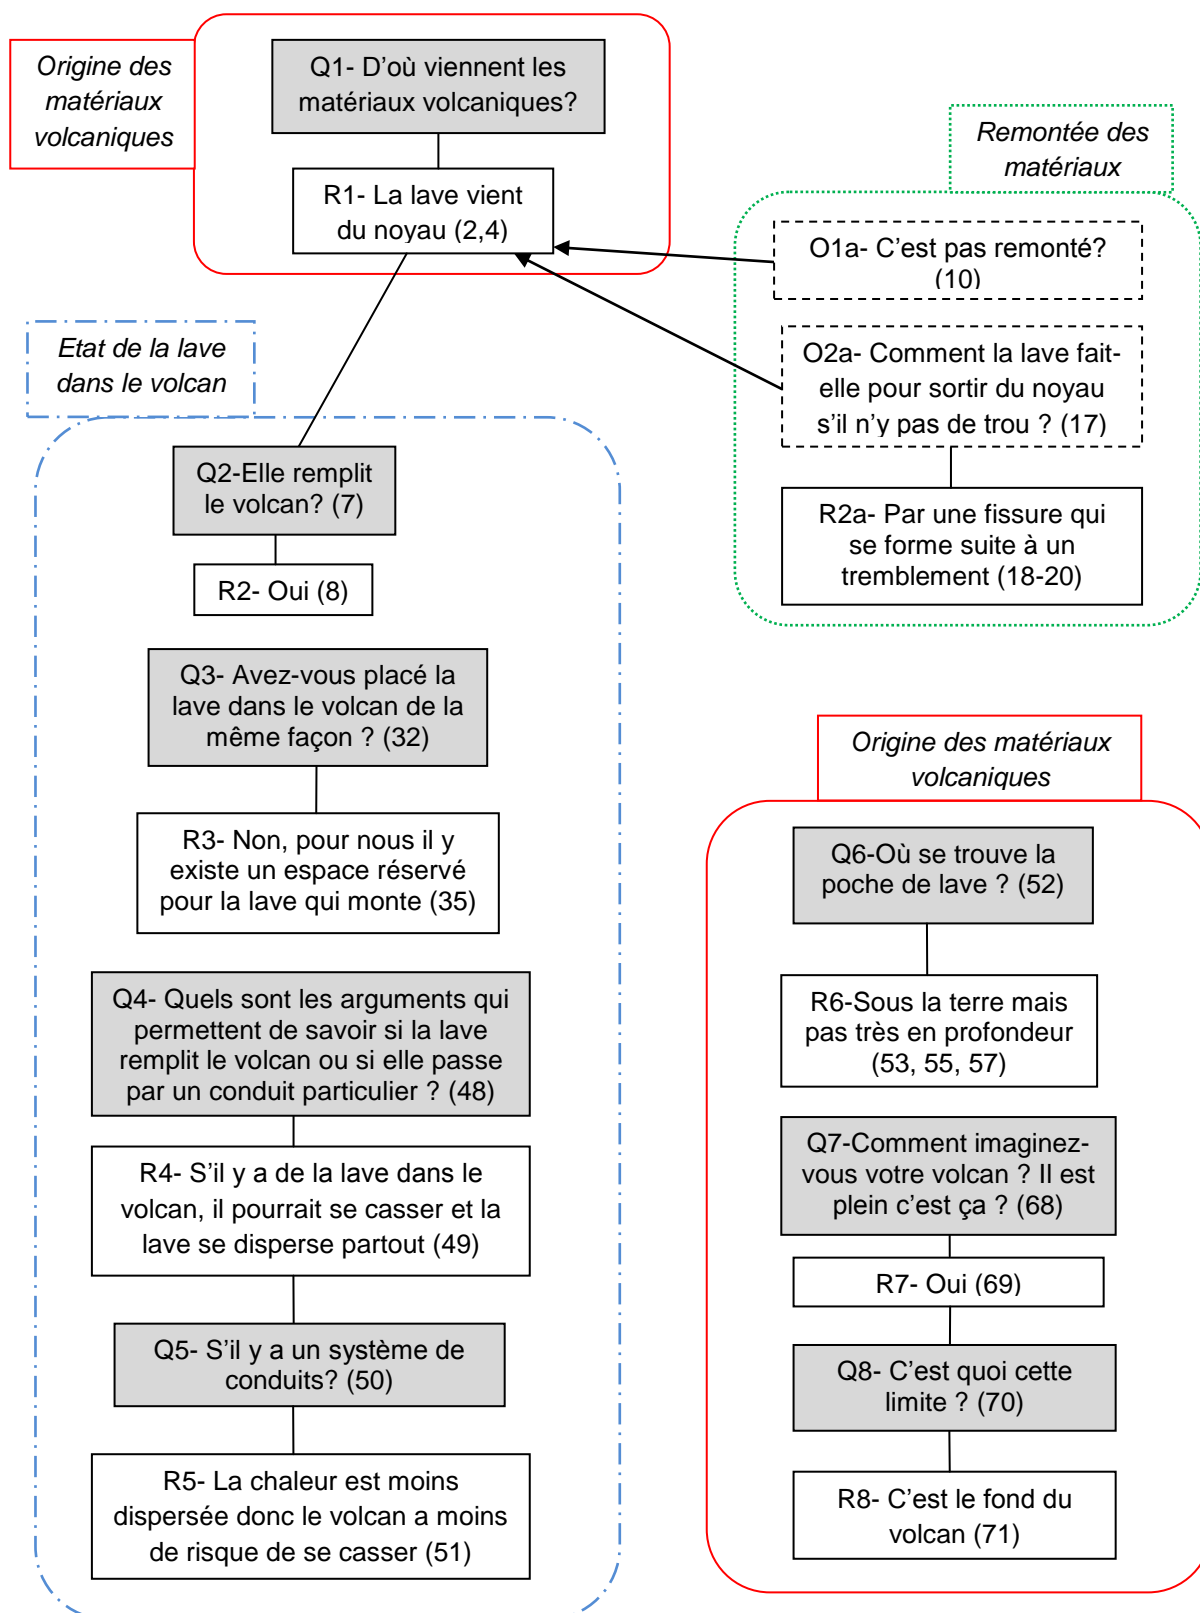 Origine des
matériaux
volcaniques
Q1- D'où viennent les
matériaux volcaniques?
R1- La lave vient
du noyau (2,4)
Remontée des
matériaux
O1a- C'est pas remonté?
(10)
O2a- Comment la lave fait-
elle pour sortir du noyau
s'il n'y pas de trou ? (17)
R2a- Par une fissure qui
se forme suite à un
tremblement (18-20)
Etat de la lave
dans le volcan
Q2-Elle remplit
le volcan? (7)
R2- Oui (8)
Q3- Avez-vous placé la
lave dans le volcan de la
même façon ? (32)
R3- Non, pour nous il y
existe un espace réservé
pour la lave qui monte (35)
Q4- Quels sont les arguments qui
permettent de savoir si la lave
remplit le volcan ou si elle passe
par un conduit particulier ? (48)
R4- S'il y a de la lave dans le
volcan, il pourrait se casser et la
lave se disperse partout (49)
Q5- S'il y a un système de
conduits? (50)
R5- La chaleur est moins
dispersée donc le volcan a moins
de risque de se casser (51)
Origine des matériaux
volcaniques
Q6-Où se trouve la
poche de lave ? (52)
R6-Sous la terre mais
pas très en profondeur
(53, 55, 57)
Q7-Comment imaginez-
vous votre volcan ? Il est
plein c'est ça ? (68)
R7- Oui (69)
Q8- C'est quoi cette
limite ? (70)
R8- C'est le fond du
volcan (71)